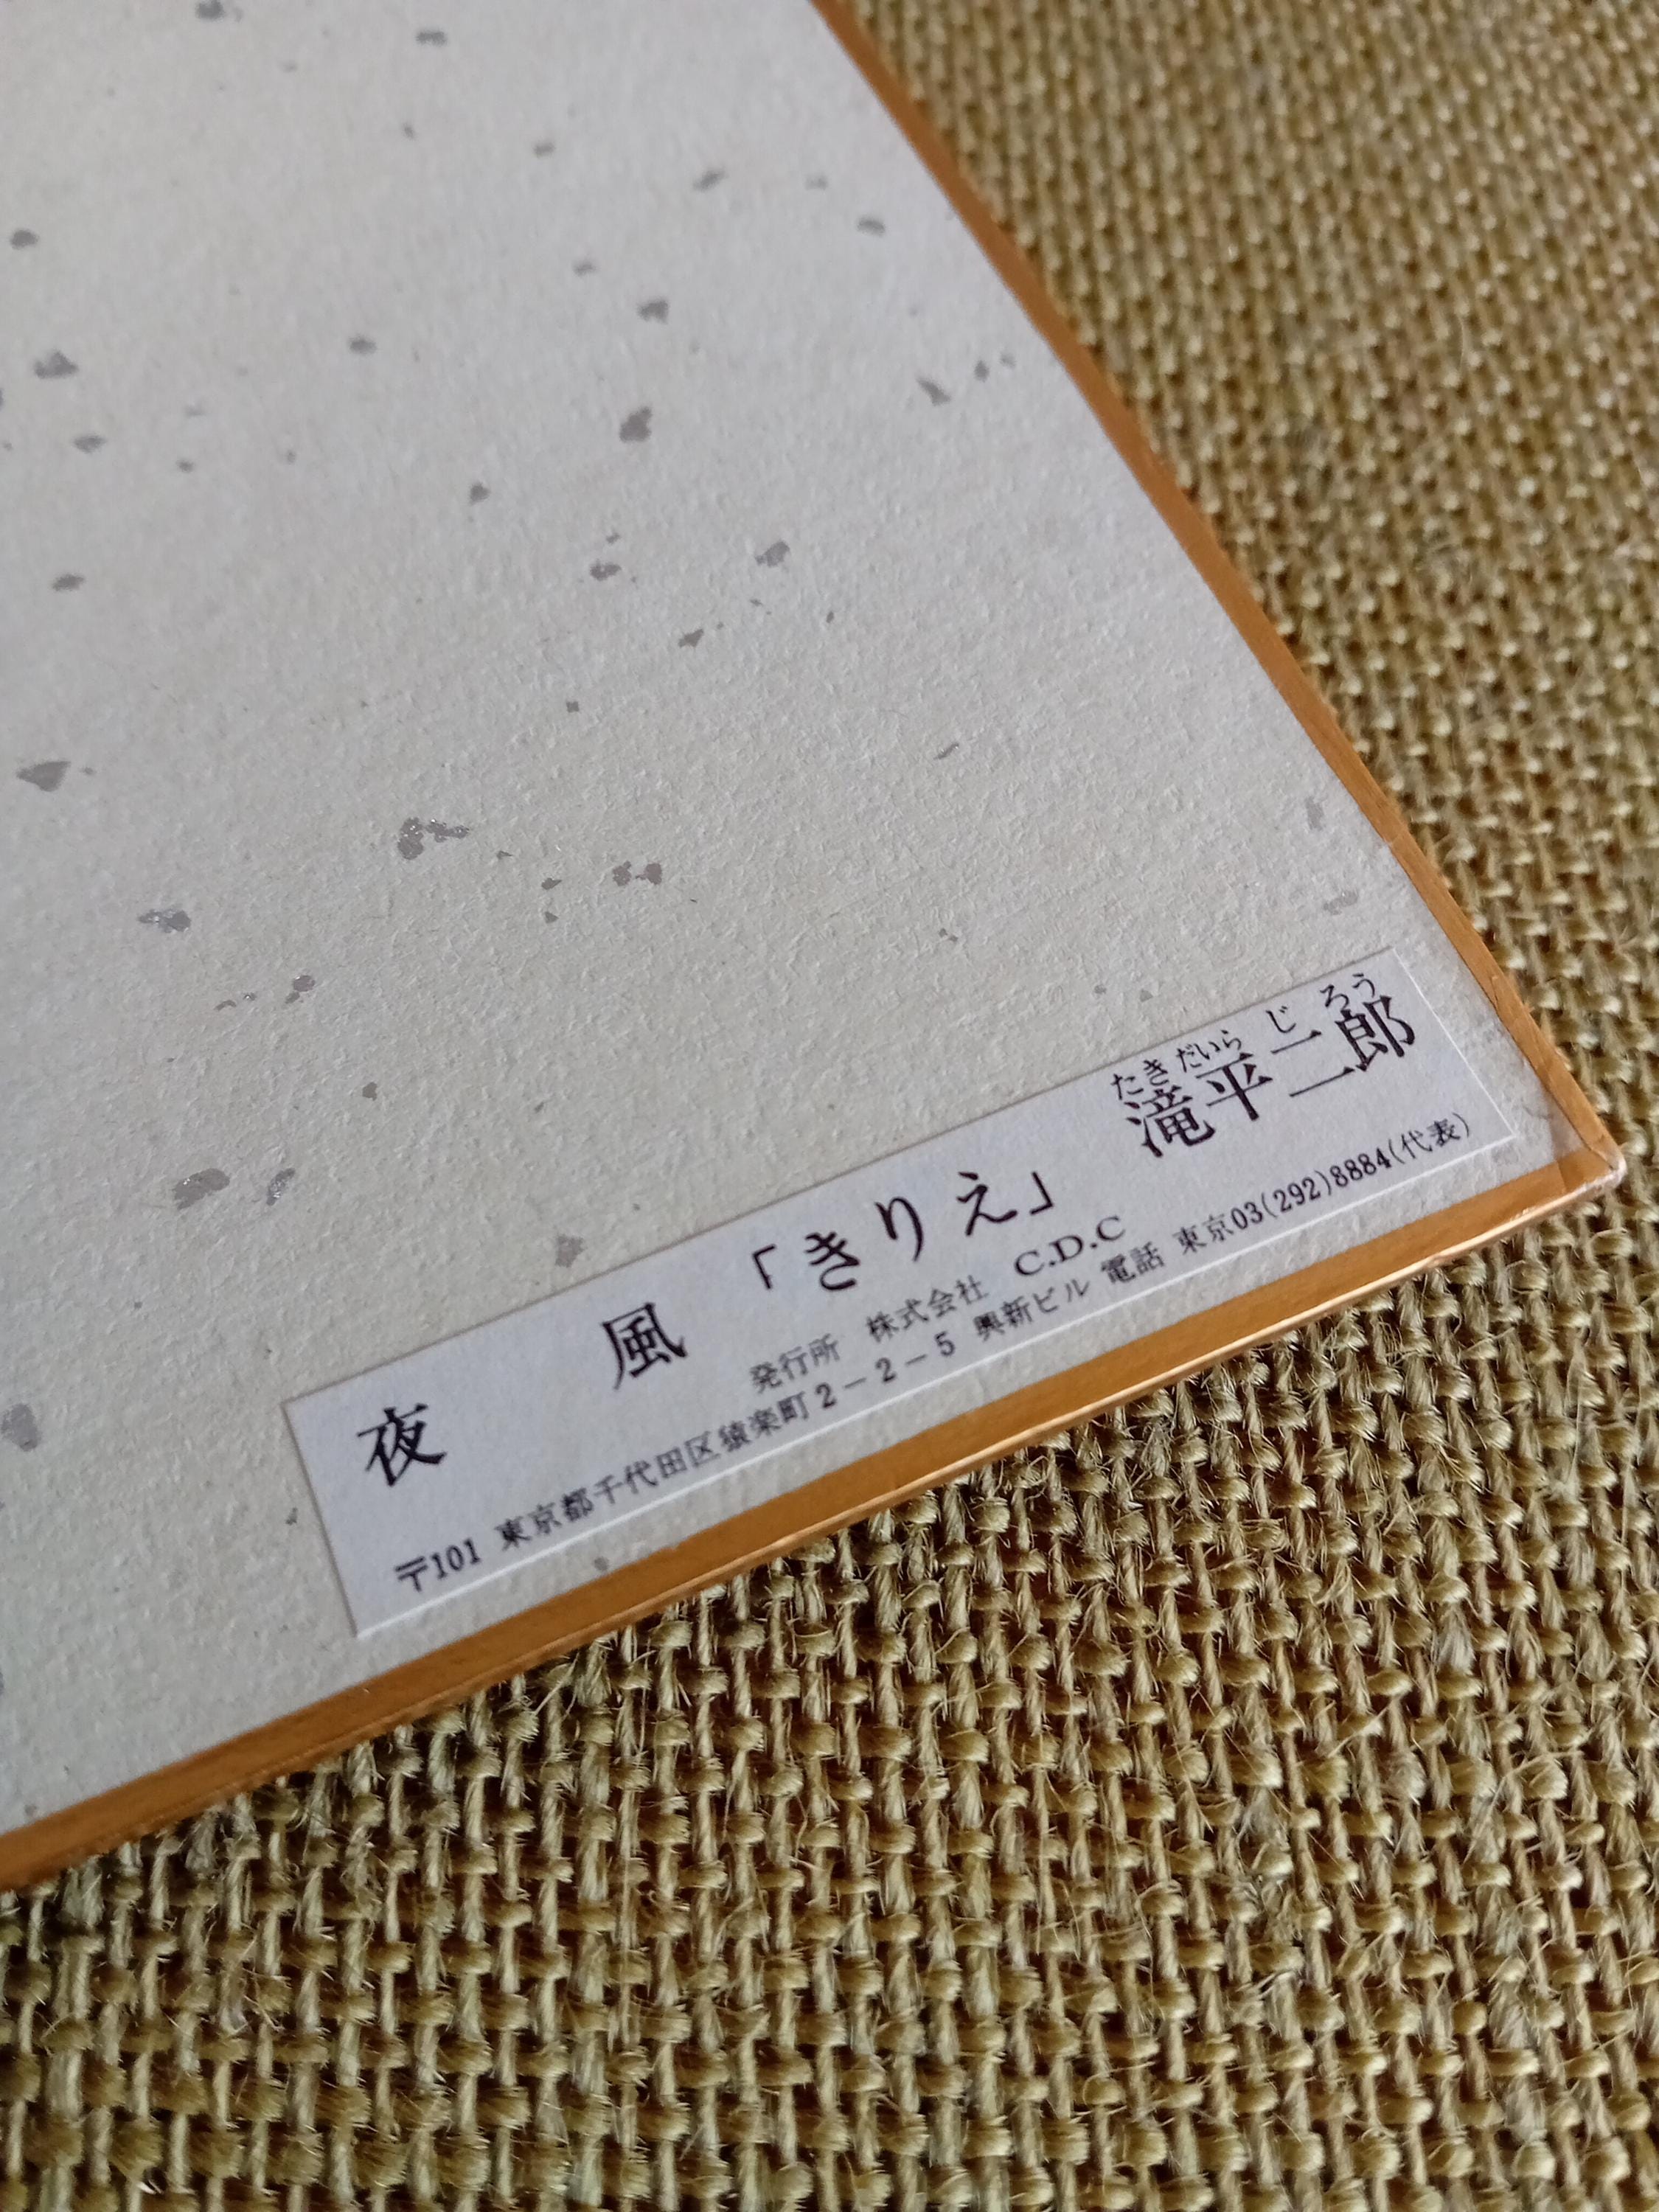 夜 風 「きりえ」 滝平二郎
たき だいら じ ろう
発行所 株式会社 C.D.C
〒101 東京都千代田区猿楽町2-2-5 興新ビル 電話 東京03(292)8884(代表)